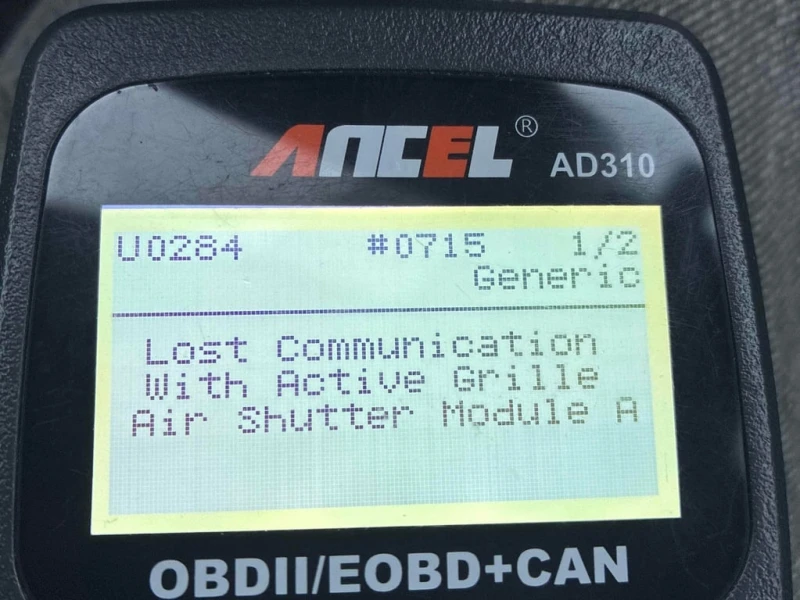 ANCEL®
AD310
U0284 #0715 1/2
Generic
Lost Communication
With Active Grille
Air Shutter Module A
OBDII/EOBD+CAN